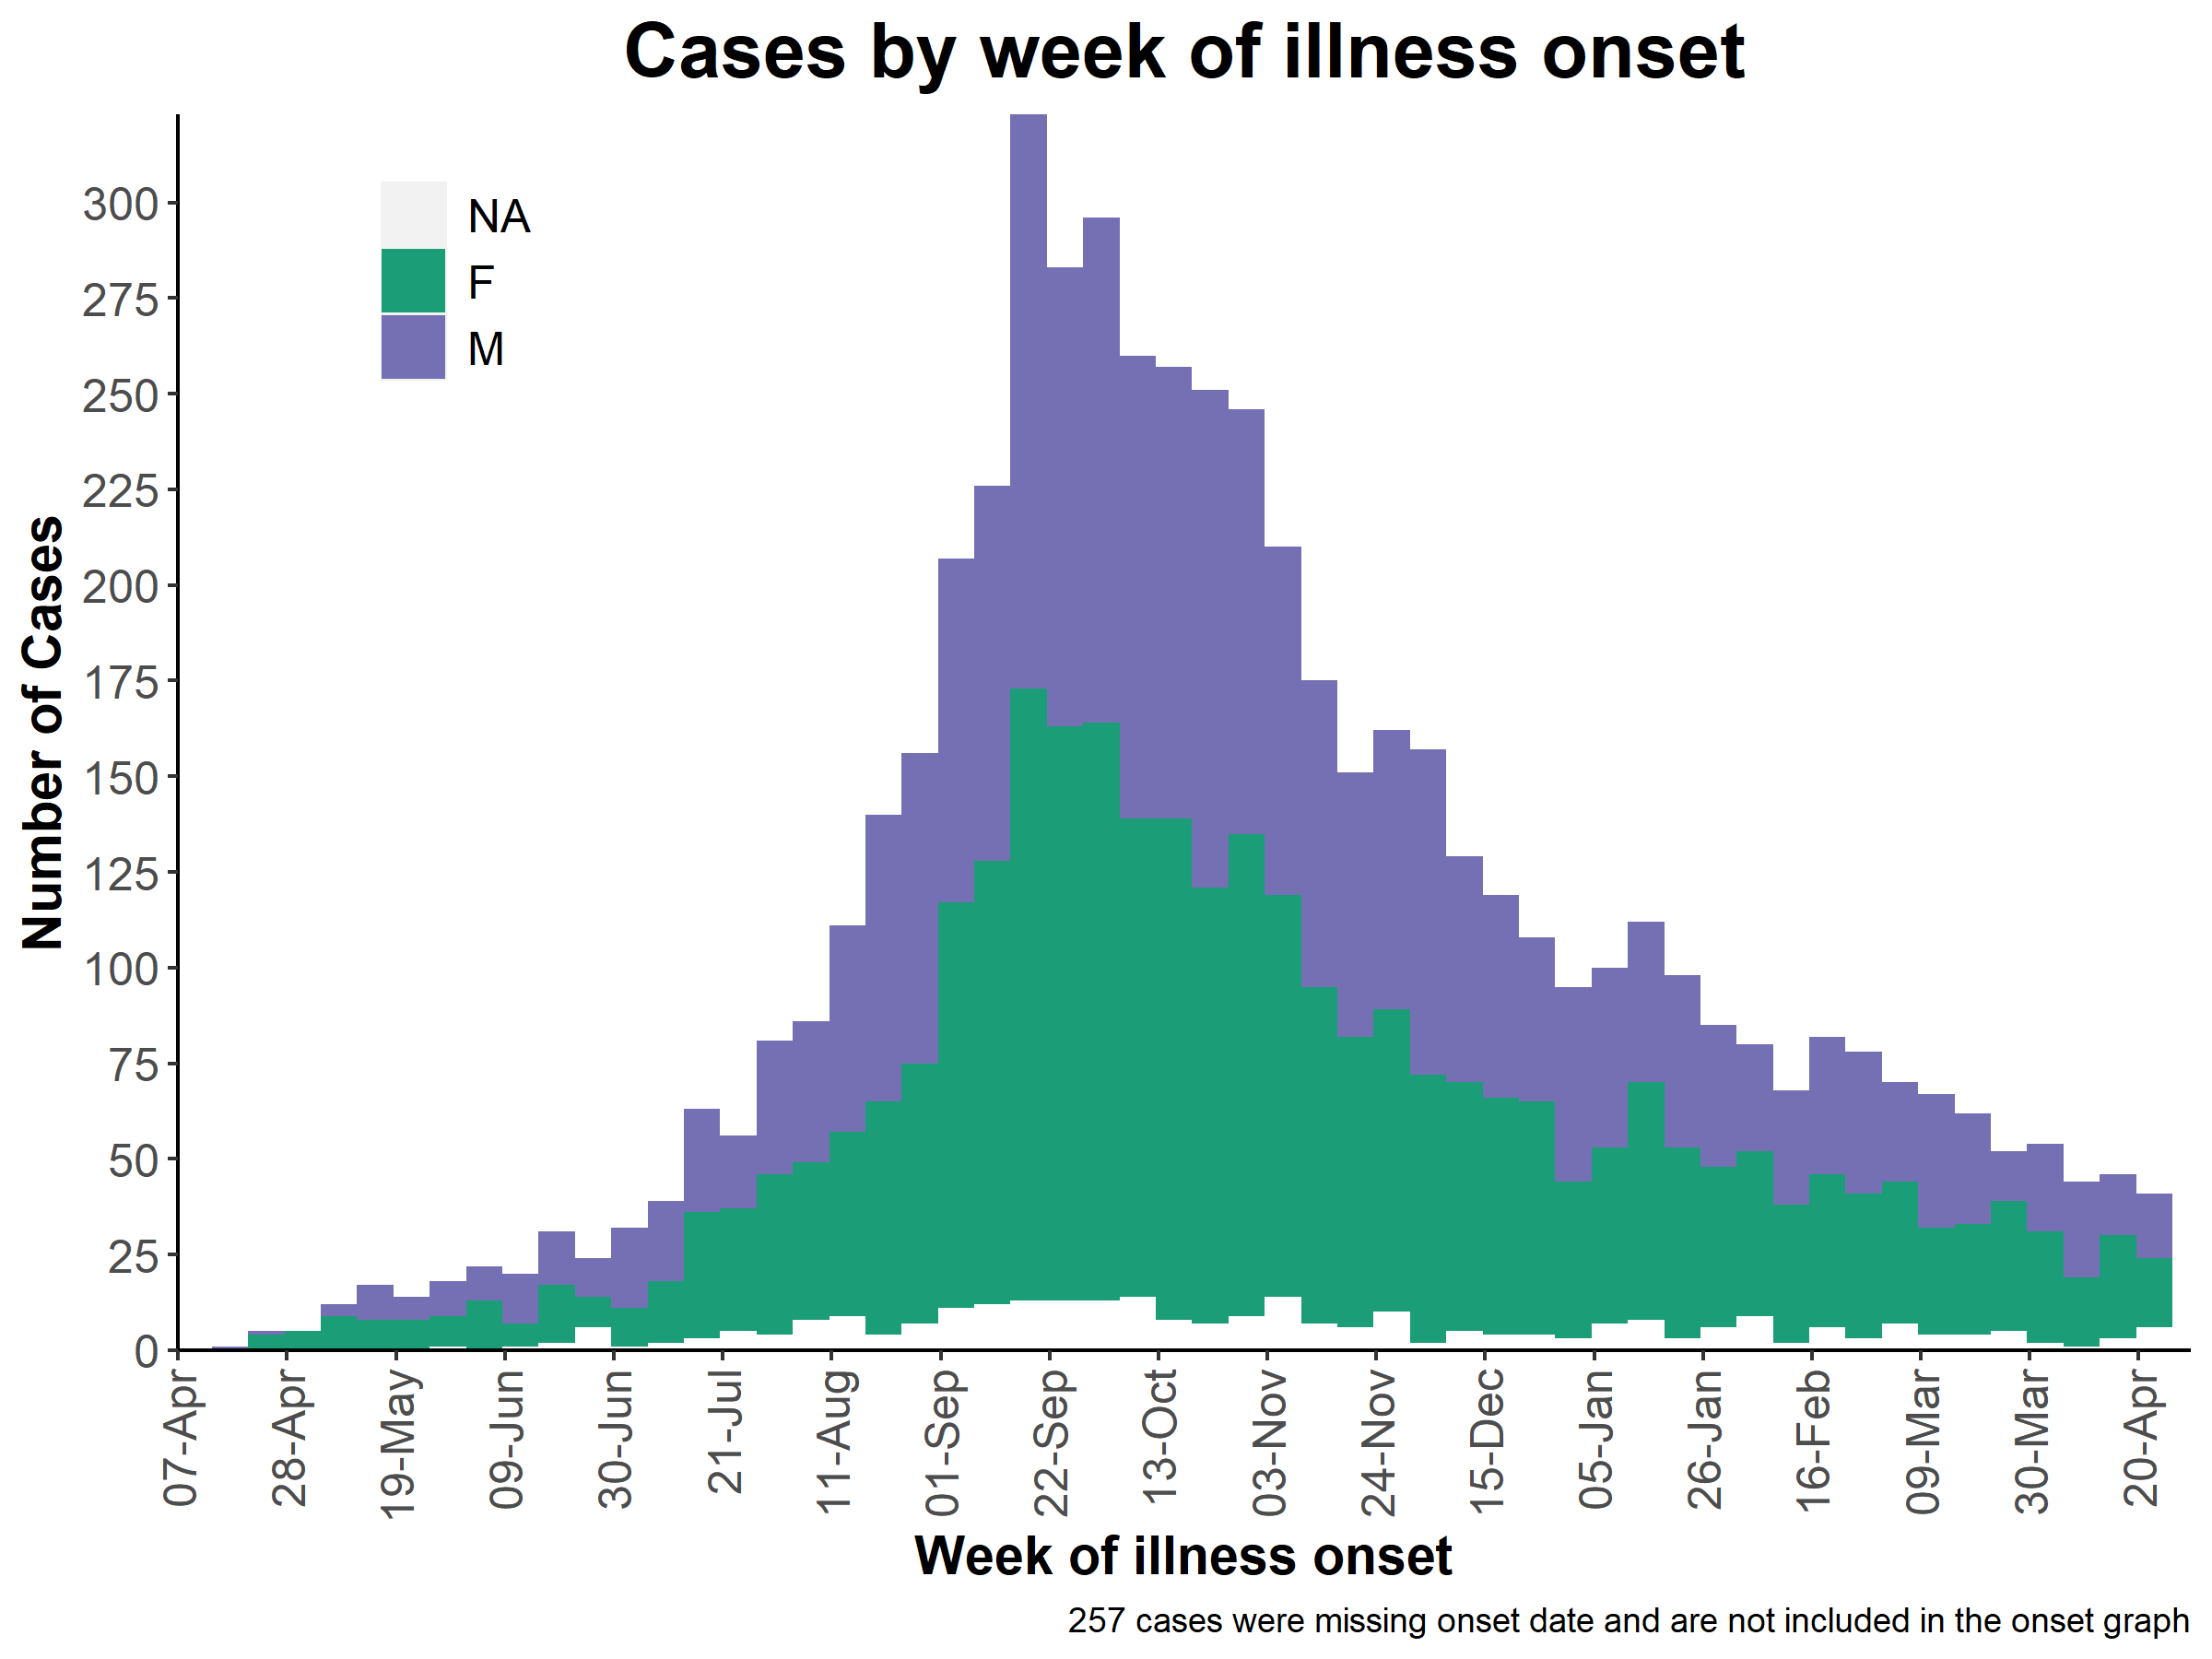 Cases by week of illness onset
NA
F
M
300
275
250
225
200
175
150
125
100
75
50
25
0
Number of Cases
07-Apr
28-Apr
19-May
09-Jun
30-Jun
21-Jul
11-Aug
01-Sep
22-Sep
13-Oct
03-Nov
24-Nov
15-Dec
05-Jan
26-Jan
16-Feb
09-Mar
30-Mar
20-Apr
Week of illness onset
257 cases were missing onset date and are not included in the onset graph